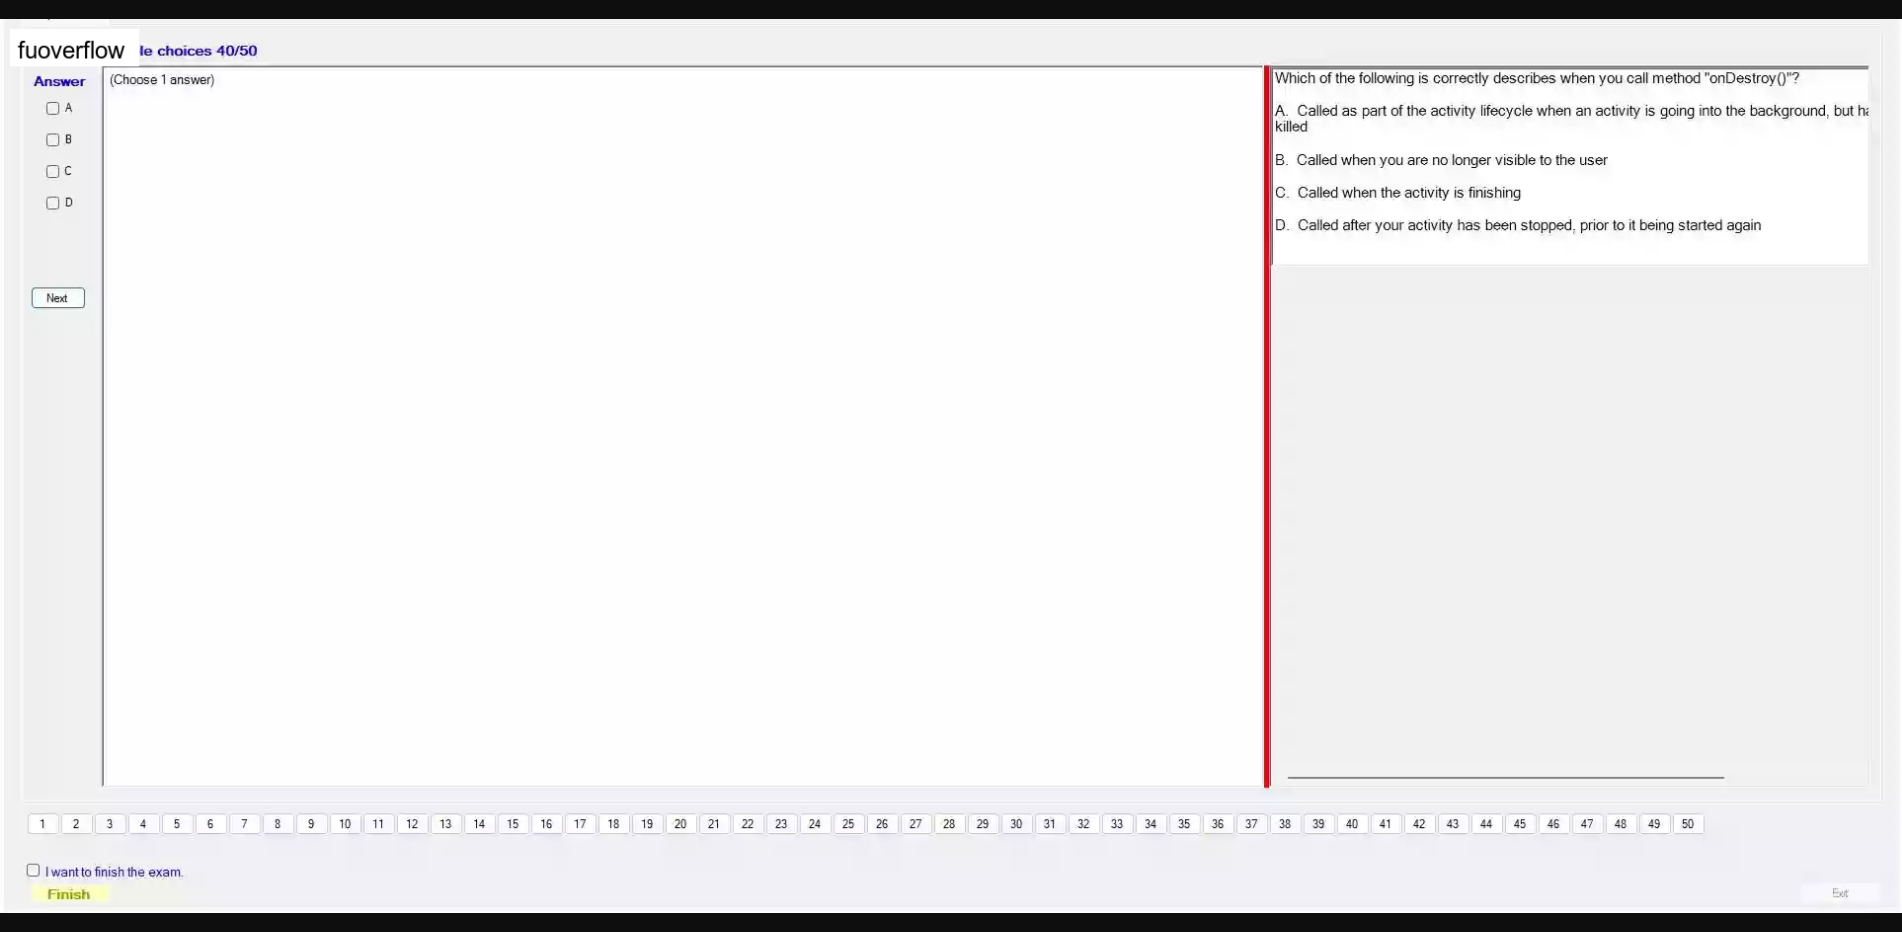 fuoverflow
le choices 40/50
Answer
(Choose 1 answer)
A
B
C
D
Next
Which of the following is correctly describes when you call method "onDestroy()"?
A. Called as part of the activity lifecycle when an activity is going into the background, but ha
killed
B. Called when you are no longer visible to the user
C. Called when the activity is finishing
D. Called after your activity has been stopped, prior to it being started again
1 2 3 4 5 6 7 8 9 10 11 12 13 14 15 16 17 18 19 20 21 22 23 24 25 26 27 28 29 30 31 32 33 34 35 36 37 38 39 40 41 42 43 44 45 46 47 48 49 50
I want to finish the exam.
Finish
Exit